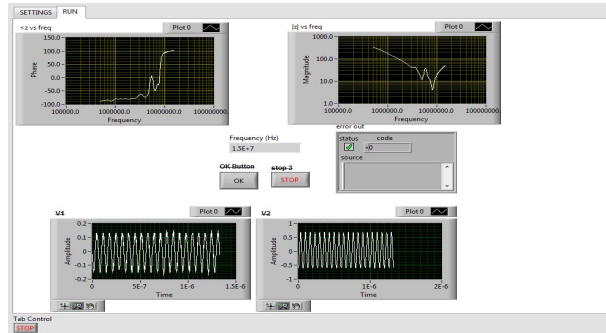 SETTINGS RUN
<z vs freq Plot 0
150.0
100.0
50.0
0.0
-50.0
-100.0
Phase
100000.0 1000000.0 10000000.0 100000000.
Frequency
|z| vs freq Plot 0
1000.0
100.0
10.0
1.0
Magnitude
100000.0 1000000.0 10000000.0 100000000.
Frequency
Frequency (Hz)
1.5E+7
OK Button stop 3
OK STOP
error out
status code
0
source
V1 Plot 0
0.2
0.1
0
-0.1
-0.2
Amplitude
0 5E-7 1E-6 1.5E-6
Time
V2 Plot 0
1
0.5
0
-0.5
-1
Amplitude
0 1E-6 2E-6
Time
Tab Control
STOP